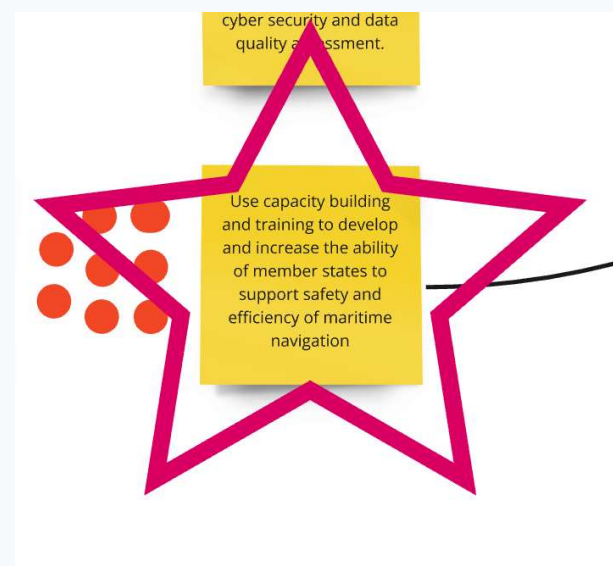 cyber security and data
quality assessment.
Use capacity building
and training to develop
and increase the ability
of member states to
support safety and
efficiency of maritime
navigation